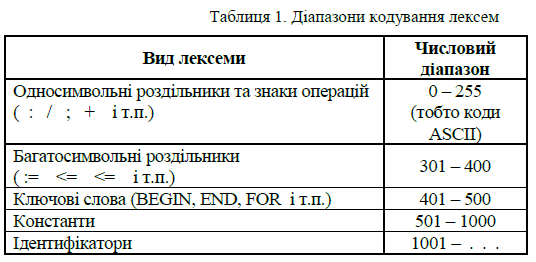 Таблиця 1. Діапазони кодування лексем
Вид лексеми
Числовий
діапазон
Односимвольні роздільники та знаки операцій
( : / ; + і т.п.)
0 – 255
(тобто коди
ASCII)
Багатосимвольні роздільники
( := <= <= і т.п.)
301 – 400
Ключові слова (BEGIN, END, FOR і т.п.)
401 – 500
Константи
501 – 1000
Ідентифікатори
1001 – . . .